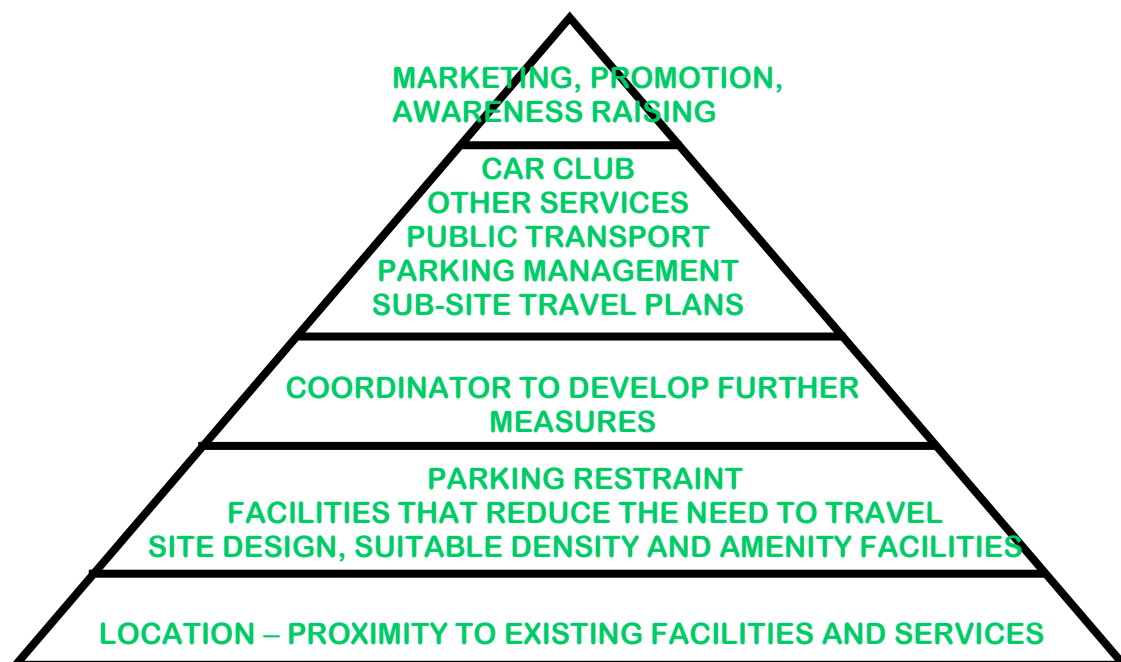 MARKETING, PROMOTION,
AWARENESS RAISING
CAR CLUB
OTHER SERVICES
PUBLIC TRANSPORT
PARKING MANAGEMENT
SUB-SITE TRAVEL PLANS
COORDINATOR TO DEVELOP FURTHER
MEASURES
PARKING RESTRAINT
FACILITIES THAT REDUCE THE NEED TO TRAVEL
SITE DESIGN, SUITABLE DENSITY AND AMENITY FACILITIES
LOCATION – PROXIMITY TO EXISTING FACILITIES AND SERVICES